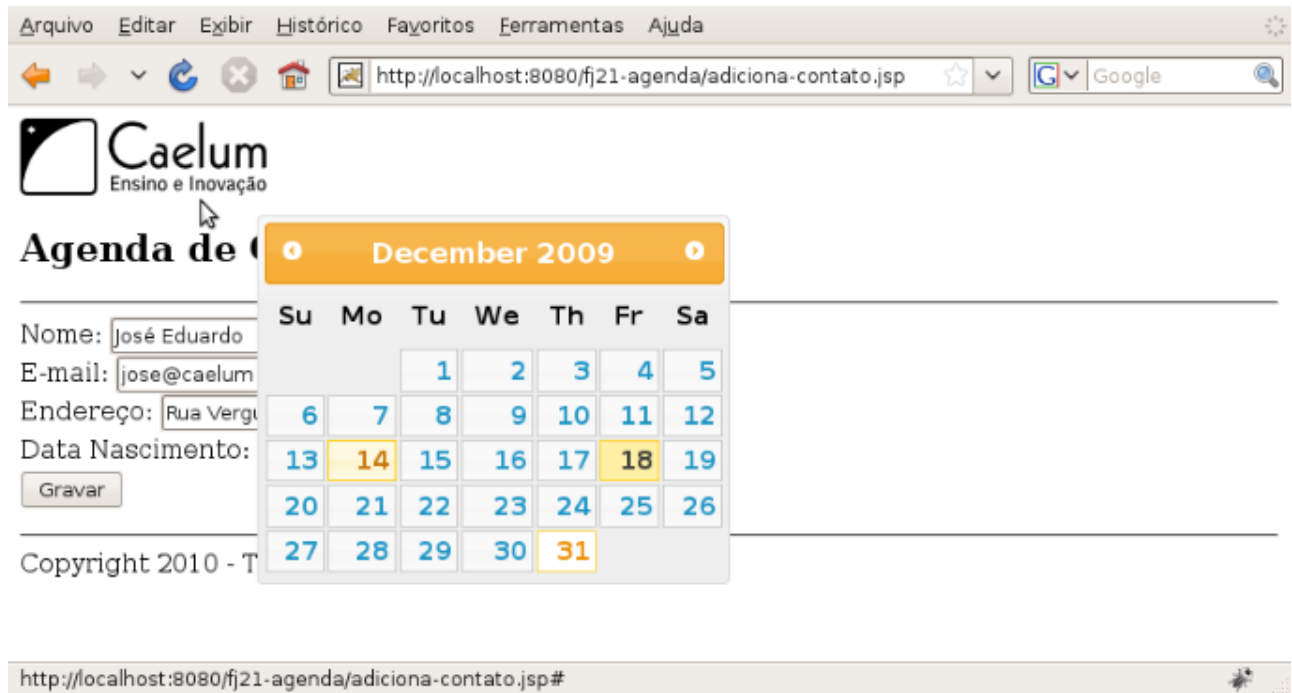 Arquivo Editar Exibir Histórico Favoritos Ferramentas Ajuda
http://localhost:8080/fj21-agenda/adiciona-contato.jsp G Google
Caelum
Ensino e Inovação
Agenda de
December 2009
Su Mo Tu We Th Fr Sa
Nome: José Eduardo
1 2 3 4 5
E-mail: jose@caelum
Endereço: Rua
6 7 8 9 10 11 12
Data Nascimento:
13 14 15 16 17 18 19
Gravar
20 21 22 23 24 25 26
27 28 29 30 31
Copyright 2010 - T
http://localhost:8080/fj21-agenda/adiciona-contato.jsp#